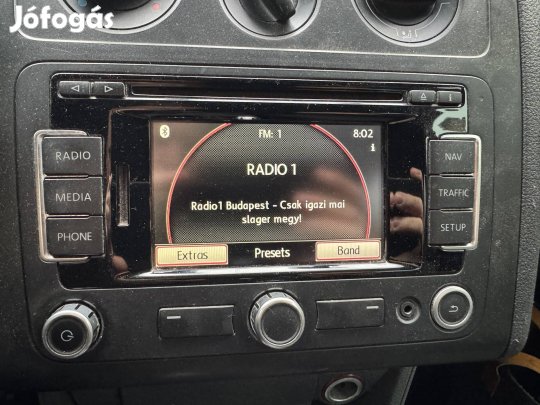 Jófogás
RADIO
MEDIA
PHONE
FM: 1
8:02
i
RADIO 1
Radio1 Budapest - Csak igazi mai
slager megy!
Extras
Presets
Band
NAV
TRAFFIC
SETUP